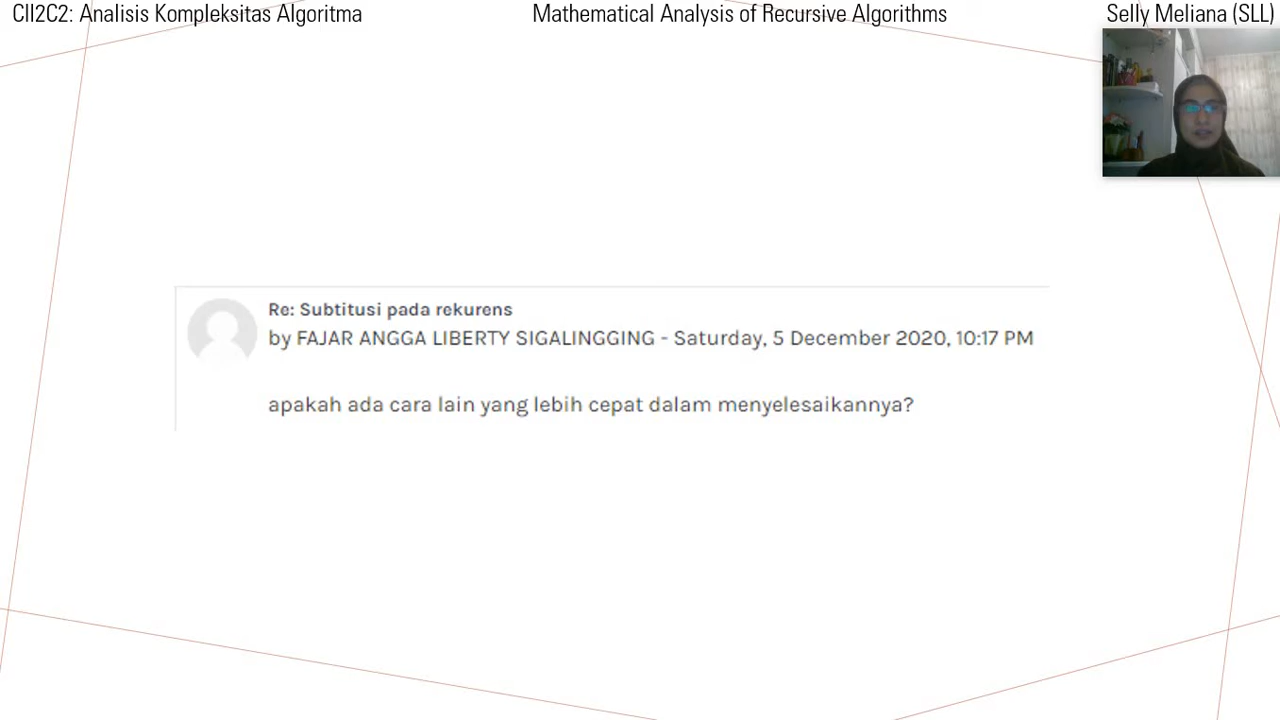 CII2C2: Analisis Kompleksitas Algoritma
Mathematical Analysis of Recursive Algorithms
Selly Meliana (SLL)
Re: Subtitusi pada rekurens
by FAJAR ANGGA LIBERTY SIGALINGGING - Saturday, 5 December 2020, 10:17 PM
apakah ada cara lain yang lebih cepat dalam menyelesaikannya?